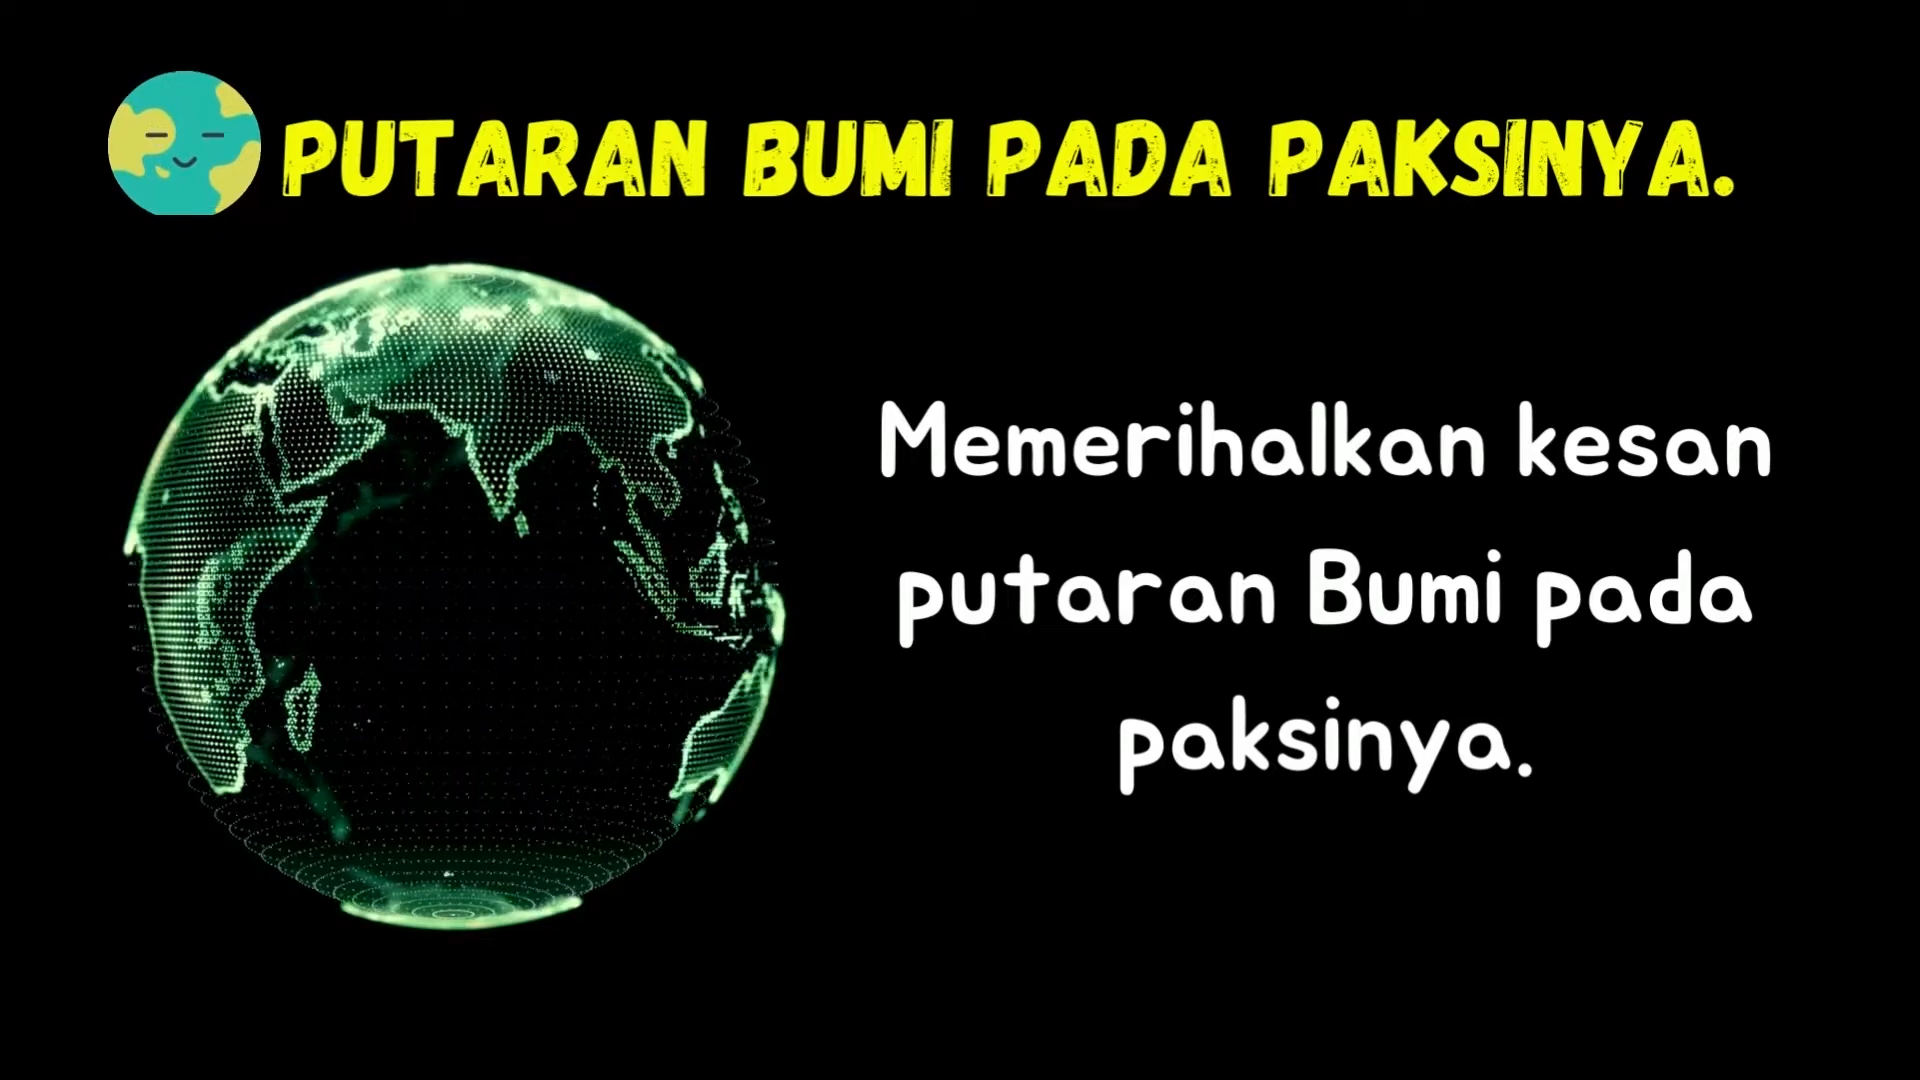 PUTARAN BUMI PADA PAKSINYA.
Memerihalkan kesan
putaran Bumi pada
paksinya.